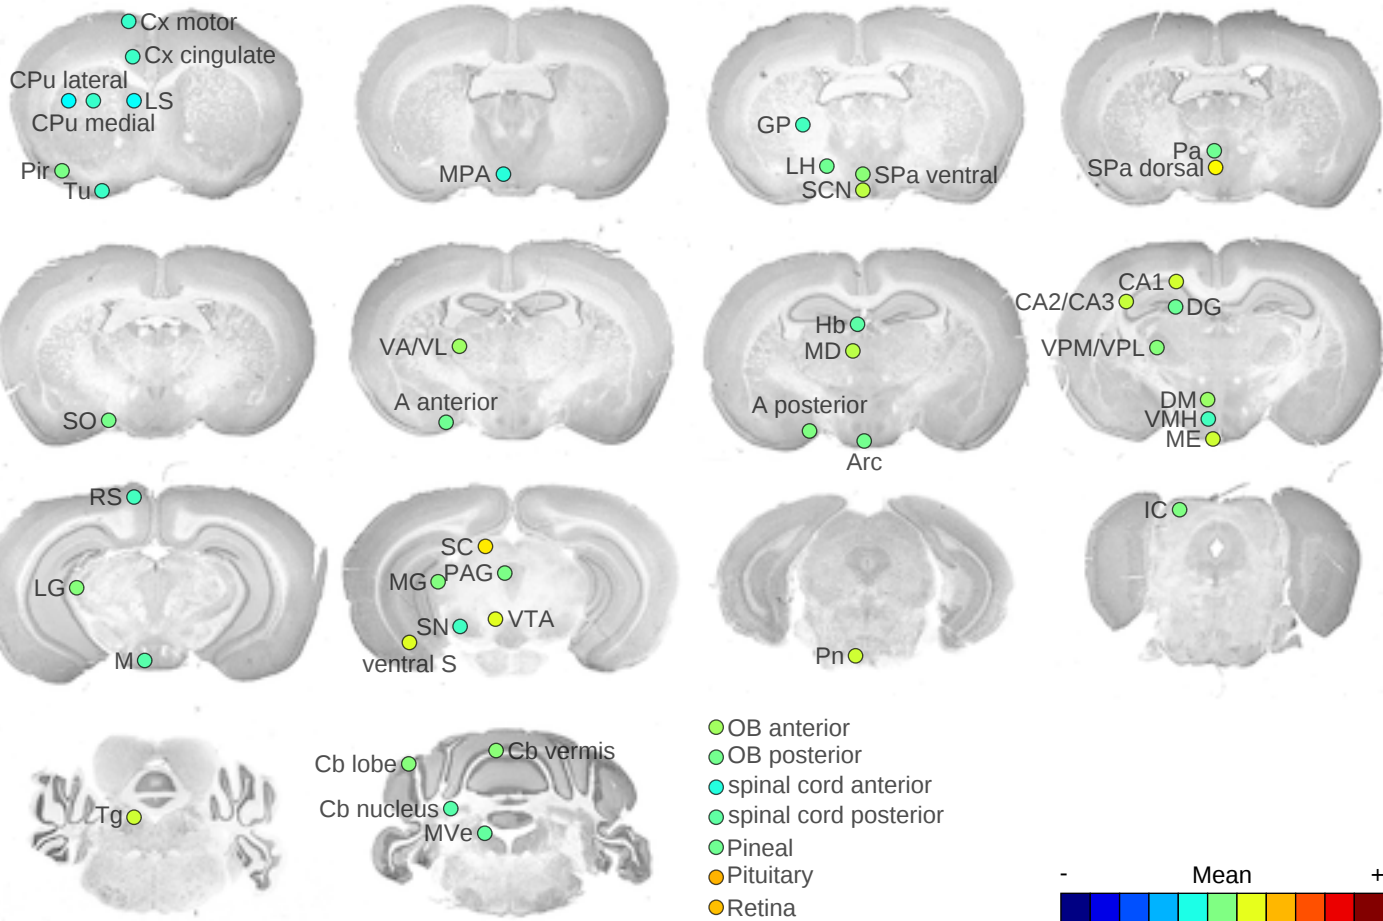 Cx motor
Cx cingulate
CPu lateral
LS
CPu medial
Pir
Tu
MPA
GP
LH
SPa ventral
SCN
Pa
SPa dorsal
SO
VA/VL
A anterior
Hb
MD
A posterior
Arc
CA1
CA2/CA3
DG
VPM/VPL
DM
VMH
ME
RS
LG
M
SC
MG
PAG
SN
VTA
ventral S
Pn
IC
Tg
Cb lobe
Cb vermis
Cb nucleus
MVe
OB anterior
OB posterior
spinal cord anterior
spinal cord posterior
Pineal
Pituitary
Retina
- Mean +